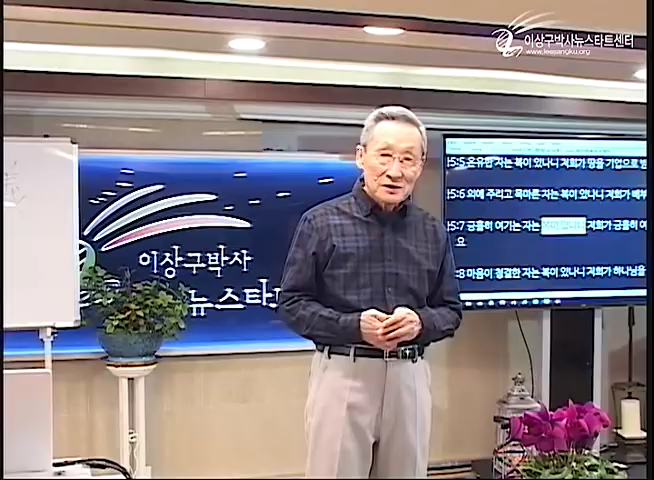 이상구박사뉴스타트센터
www.leesangku.org
5:5 온유한 자는 복이 있나니 저희가 땅을 기업으로
5:6 의에 주리고 목마른 자는 복이 있나니 저희가 배부
5:7 긍휼히 여기는 자는 복이 있나니 저희가 긍휼히 여
요
:8 마음이 청결한 자는 복이 있나니 저희가 하나님을
이상구박사
뉴스타트